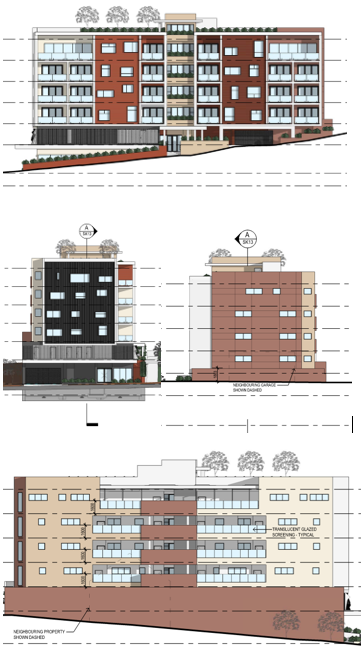 A
SK13
A
SK13
NEIGHBOURING GARAGE
SHOWN DASHED
TRANSLUCENT GLAZED
SCREENING - TYPICAL
NEIGHBOURING PROPERTY
SHOWN DASHED